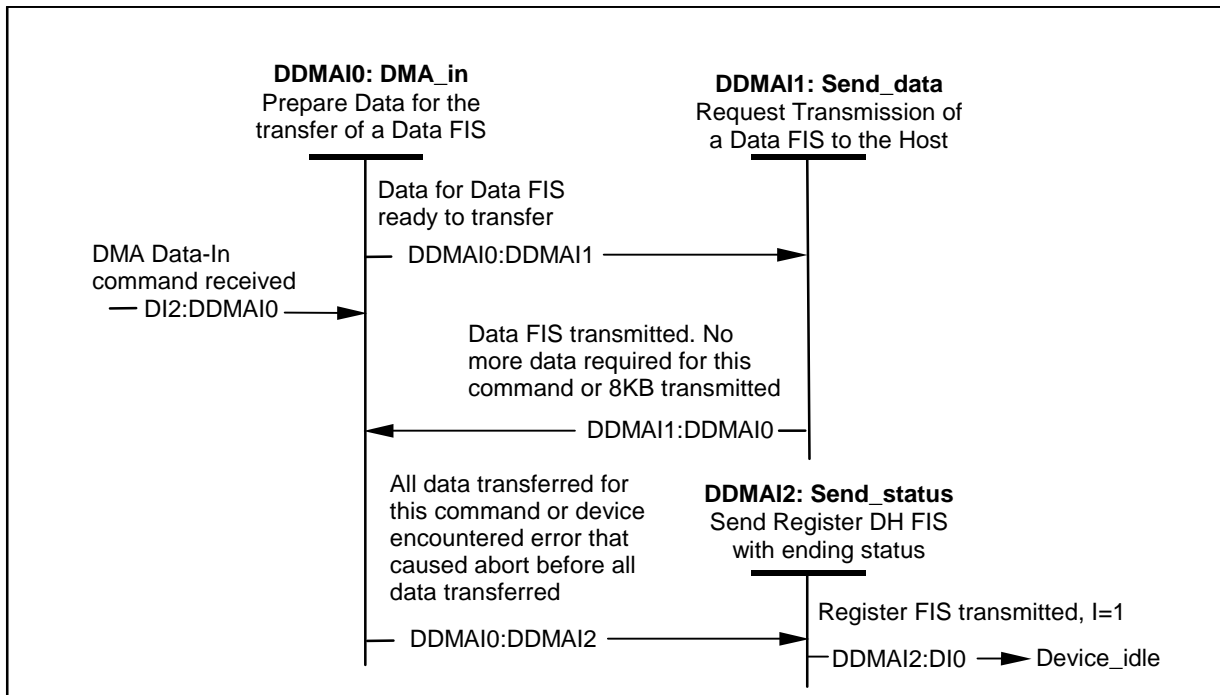 DDMAI0: DMA_in
Prepare Data for the
transfer of a Data FIS
DDMAI1: Send_data
Request Transmission of
a Data FIS to the Host
Data for Data FIS
ready to transfer
DDMAI0:DDMAI1
DMA Data-In
command received
DI2:DDMAI0
Data FIS transmitted. No
more data required for this
command or 8KB transmitted
DDMAI1:DDMAI0
All data transferred for
this command or device
encountered error that
caused abort before all
data transferred
DDMAI0:DDMAI2
DDMAI2: Send_status
Send Register DH FIS
with ending status
Register FIS transmitted, I=1
DDMAI2:DI0
Device_idle